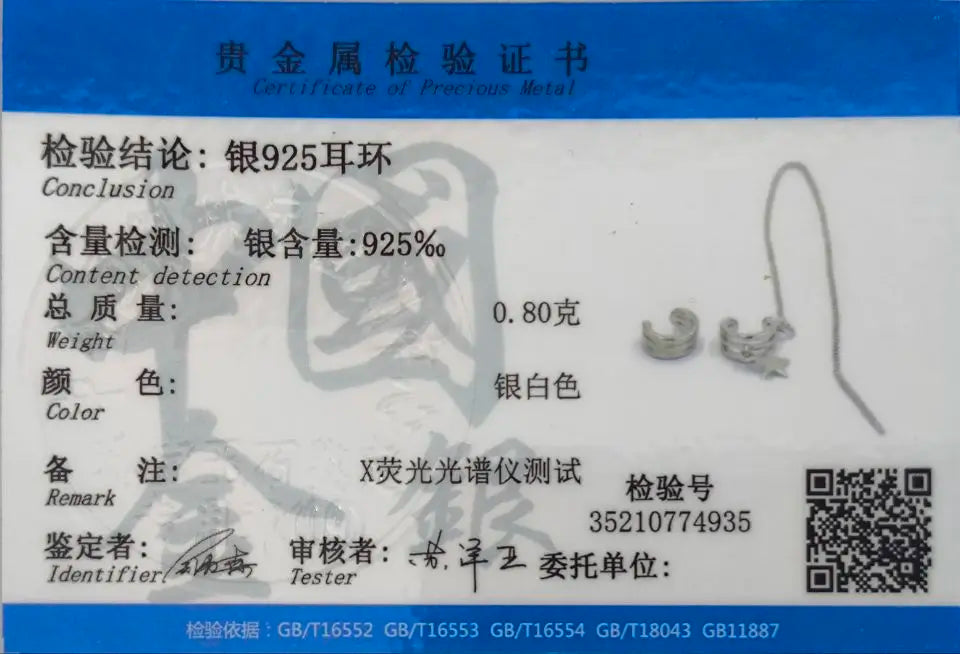 贵金属检验证书
Certificate of Precious Metal
检验结论: 银925耳环
Conclusion
含量检测: 银含量:925‰
Content detection
总质量: 0.80克
Weight
颜色: 银白色
Color
备注: X荧光光谱仪测试
Remark
检验号
35210774935
鉴定者:
Identifier
审核者:
Tester
委托单位:
中國
金銀
检验依据：GB/T16552 GB/T16553 GB/T16554 GB/T18043 GB11887